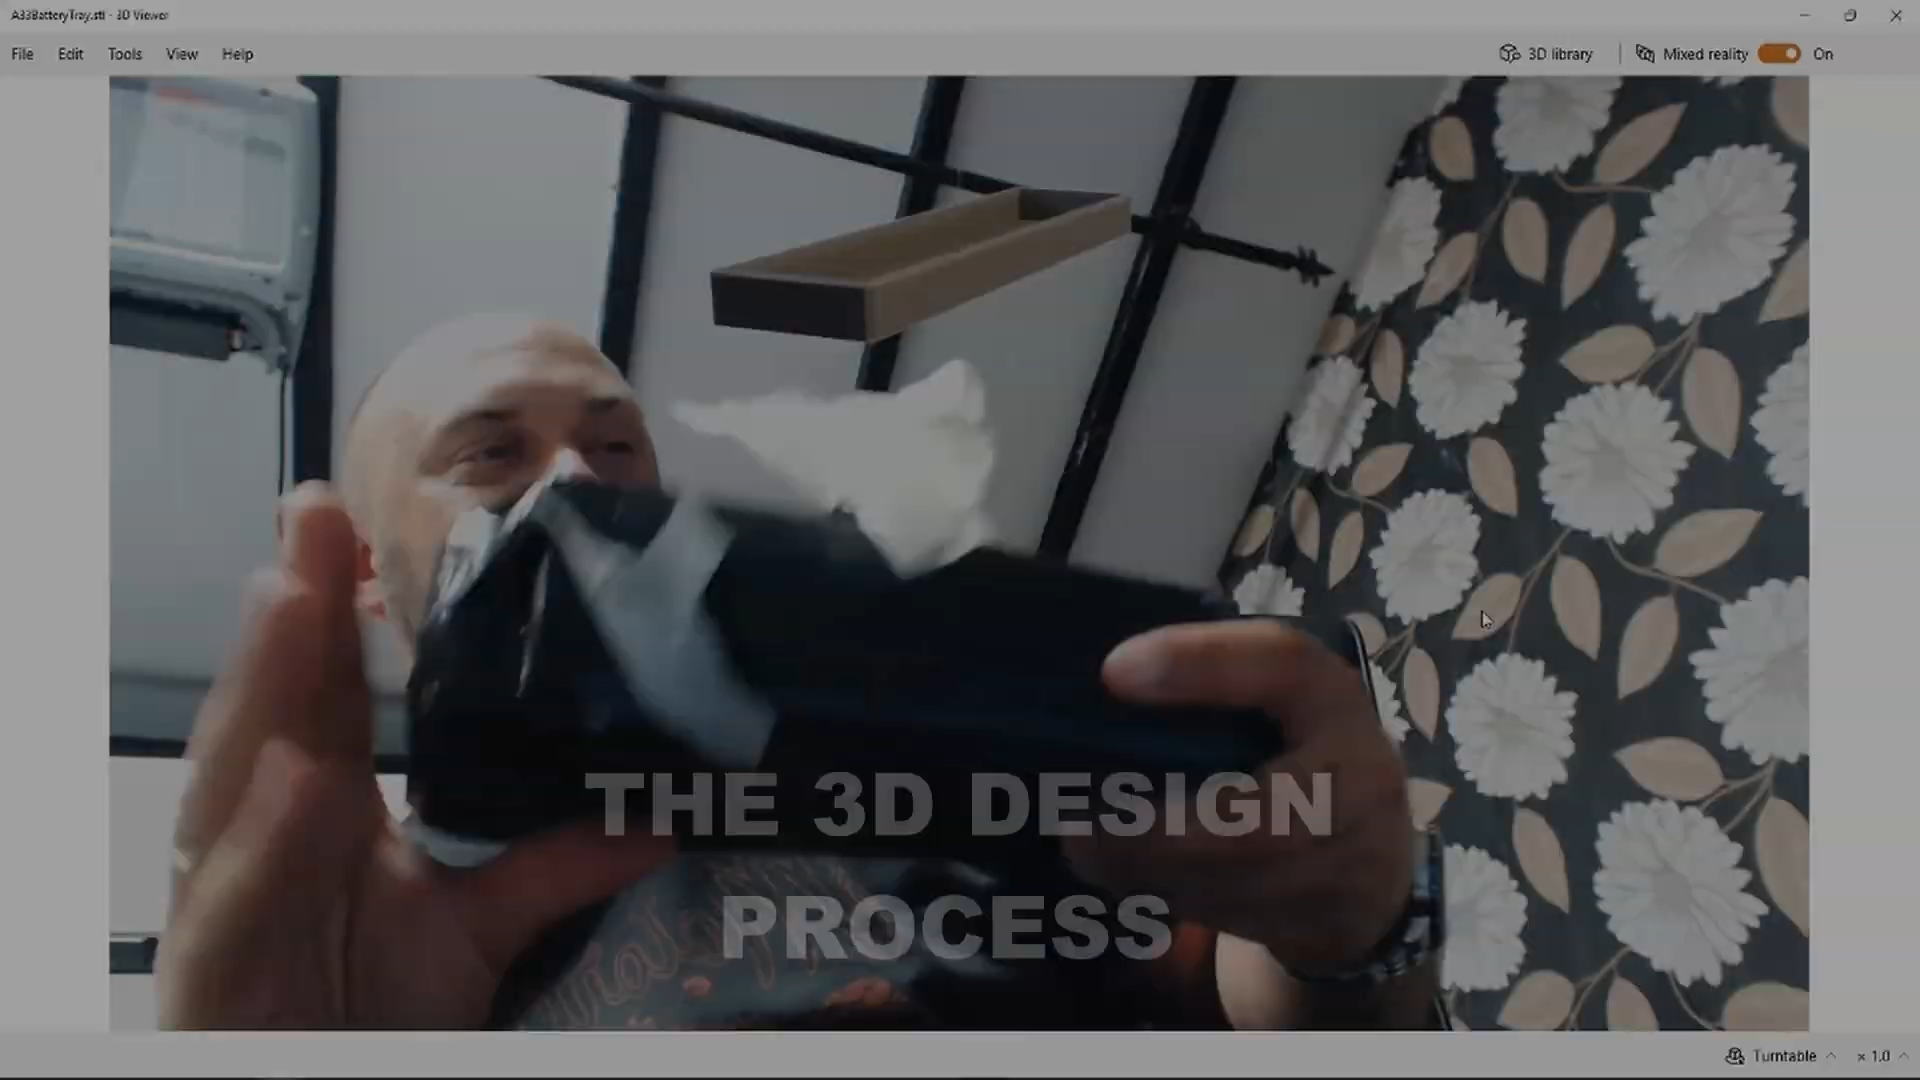 A33BatteryTray.stl - 3D Viewer
File Edit Tools View Help
3D library
Mixed reality On
THE 3D DESIGN
PROCESS
Turntable × 1.0